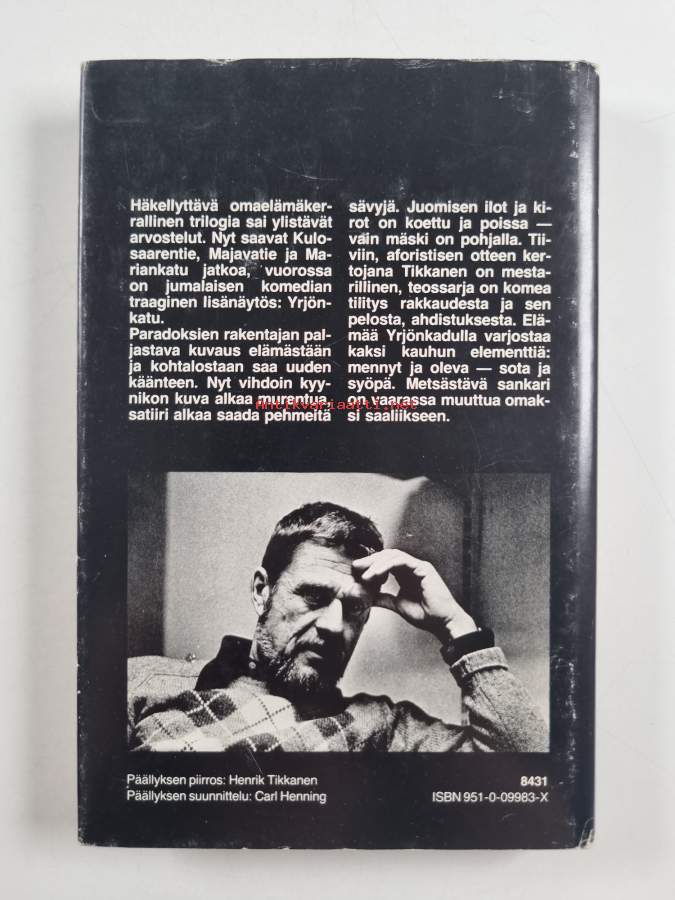 Häkellyttävä omaelämäker-
rallinen trilogia sai ylistävät
arvostelut. Nyt saavat Kulo-
saarentie, Majavatie ja Ma-
riankatu jatkoa, vuorossa
on jumalaisen komedian
traaginen lisänäytös: Yrjön-
katu.
Paradoksien rakentajan pal-
jastava kuvaus elämästään
ja kohtalostaan saa uuden
käänteen. Nyt vihdoin kyy-
nikon kuva alkaa murentua,
satiiri alkaa saada pehmeitä
sävyjä. Juomisen ilot ja ki-
rot on koettu ja poissa —
vain mäski on pohjalla. Tii-
viin, aforistisen otteen ker-
tojana Tikkanen on mesta-
rillinen, teossarja on komea
tilitys rakkaudesta ja sen
pelosta, ahdistuksesta. Elä-
mää Yrjönkadulla varjostaa
kaksi kauhun elementtiä:
mennyt ja oleva — sota ja
syöpä. Metsästävä sankari
on vaarassa muuttua omak-
si saaliikseen.
Antikvariaatti.net
Päällyksen piirros: Henrik Tikkanen
Päällyksen suunnittelu: Carl Henning
8431
ISBN 951-0-09983-X